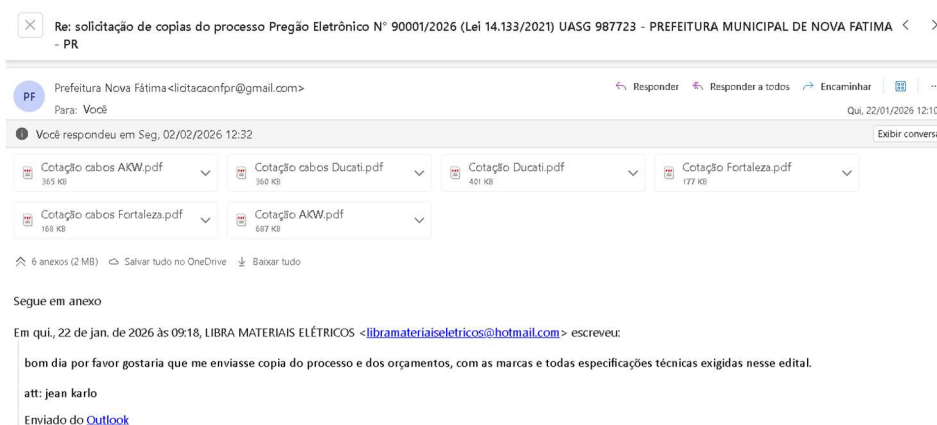 Re: solicitação de copias do processo Pregão Eletrônico N° 90001/2026 (Lei 14.133/2021) UASG 987723 - PREFEITURA MUNICIPAL DE NOVA FATIMA
- PR
PF
Prefeitura Nova Fátima<licitacaonfpr@gmail.com>
Responder Responder a todos Encaminhar
Para: Você
Qui, 22/01/2026 12:10
Você respondeu em Seg, 02/02/2026 12:32
Exibir conversa
Cotação cabos AKW.pdf Cotação cabos Ducati.pdf Cotação Ducati.pdf Cotação Fortaleza.pdf
365 KB 360 KB 401 KB 177 KB
Cotação cabos Fortaleza.pdf Cotação AKW.pdf
168 KB 687 KB
6 anexos (2 MB) Salvar tudo no OneDrive Baixar tudo
Segue em anexo
Em qui., 22 de jan. de 2026 às 09:18, LIBRA MATERIAIS ELÉTRICOS <libramateriaiseletricos@hotmail.com> escreveu:
bom dia por favor gostaria que me enviasse copia do processo e dos orçamentos, com as marcas e todas especificações técnicas exigidas nesse edital.
att: jean karlo
Enviado do Outlook